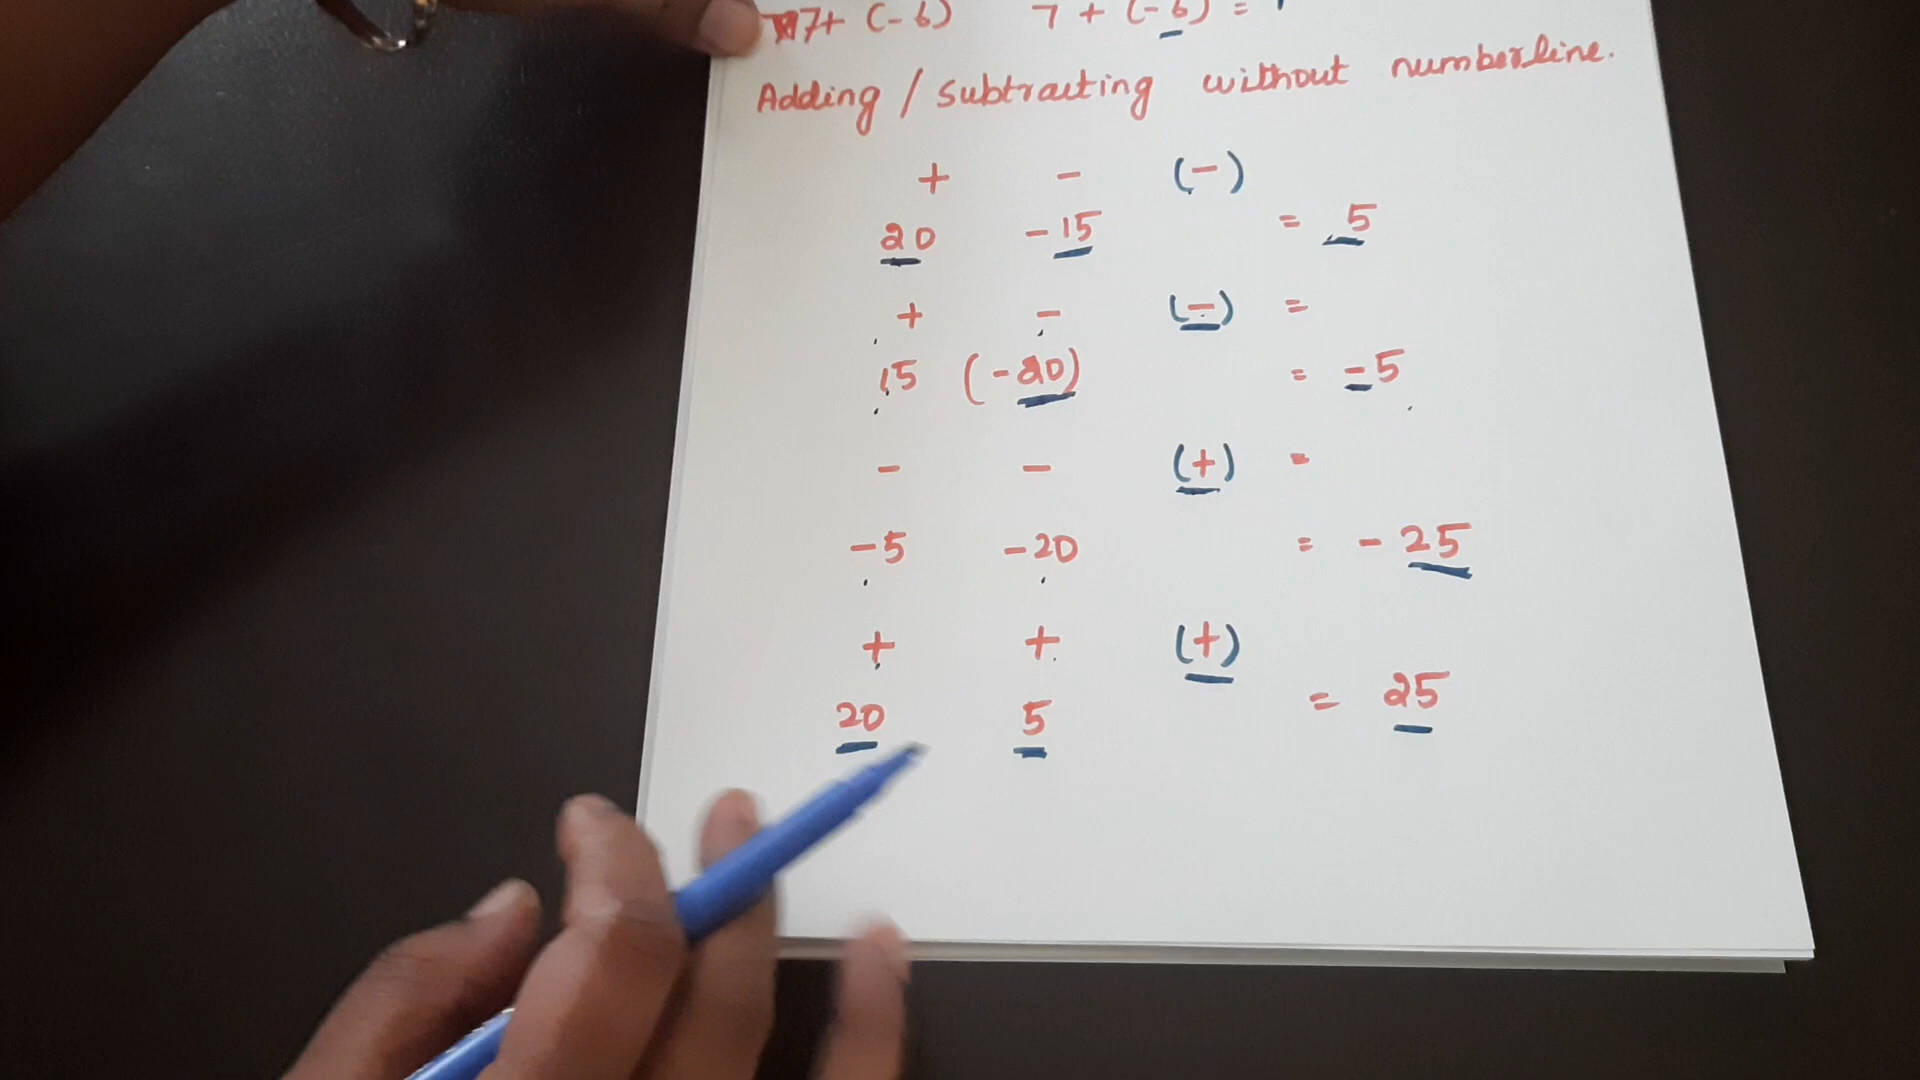 7+ (-6) 7 + (-6) =
Adding / subtracting without numberline.
+ - (-)
20 -15 = 5
+ - (-) =
15 (-20) = -5
- - (+) =
-5 -20 = -25
+ + (+)
20 5 = 25